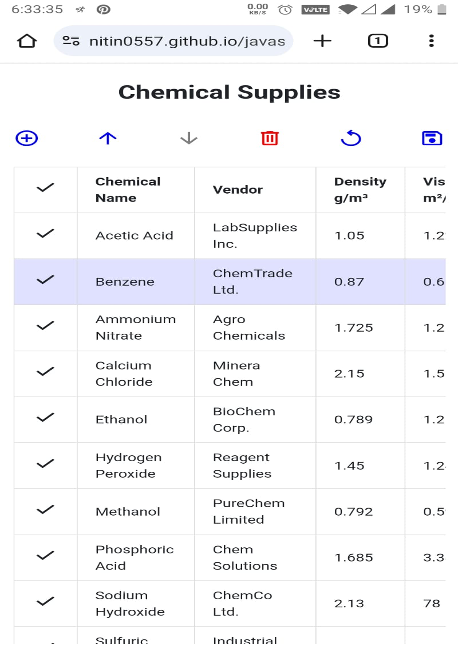 6:33:35 0.00 KB/S VoLTE 19%
nitin0557.github.io/javas 1
Chemical Supplies
Chemical Name Vendor Density g/m³ Vis m²/
Acetic Acid LabSupplies Inc. 1.05 1.2
Benzene ChemTrade Ltd. 0.87 0.6
Ammonium Nitrate Agro Chemicals 1.725 1.2
Calcium Chloride Minera Chem 2.15 1.5
Ethanol BioChem Corp. 0.789 1.2
Hydrogen Peroxide Reagent Supplies 1.45 1.2
Methanol PureChem Limited 0.792 0.5
Phosphoric Acid Chem Solutions 1.685 3.3
Sodium Hydroxide ChemCo Ltd. 2.13 78
Sulfuric Industrial